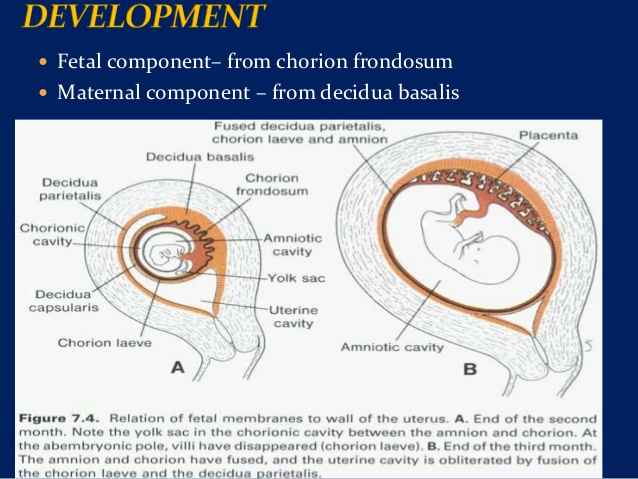 DEVELOPMENT
Fetal component– from chorion frondosum
Maternal component – from decidua basalis
Fused decidua parietalis,
chorion laeve and amnion
Placenta
Decidua basalis
Decidua
parietalis
Chorion
frondosum
Chorionic
cavity
Amniotic
cavity
Yolk sac
Decidua
capsularis
Uterine
cavity
Chorion laeve
Amniotic cavity
A
B
5
Figure 7.4. Relation of fetal membranes to wall of the uterus. A. End of the second
month. Note the yolk sac in the chorionic cavity between the amnion and chorion. At
the abembryonic pole, villi have disappeared (chorion laeve). B. End of the third month.
The amnion and chorion have fused, and the uterine cavity is obliterated by fusion of
the chorion laeve and the decidua parietalis.